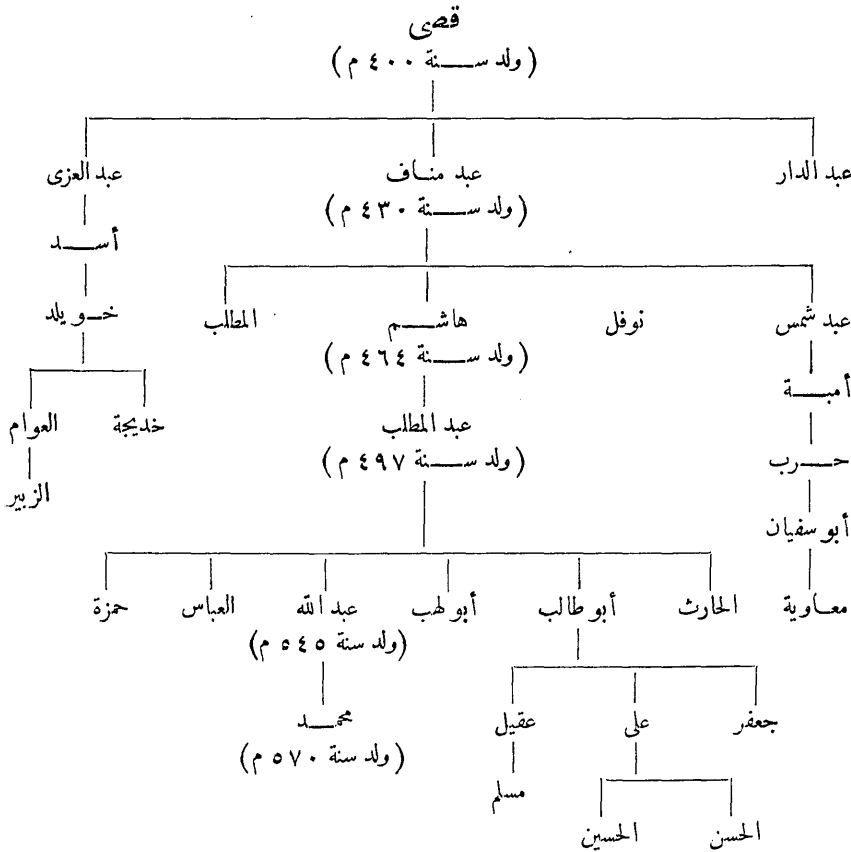 قصى
(ولد سنة ٤٠٠ م)
عبد الدار عبد مناف عبد العزى
(ولد سنة ٤٣٠ م)
أسد
عبد شمس نوفل هاشم المطلب خويلد
(ولد سنة ٤٦٤ م)
أمية
خديجة العوام
عبد المطلب
(ولد سنة ٤٩٧ م)
حرب
الزبير
أبو سفيان
معاوية الحارث أبو طالب أبو لهب عبد الله العباس حمزة
(ولد سنة ٥٤٥ م)
جعفر على عقيل محمد
(ولد سنة ٥٧٠ م)
مسلم
الحسن الحسين